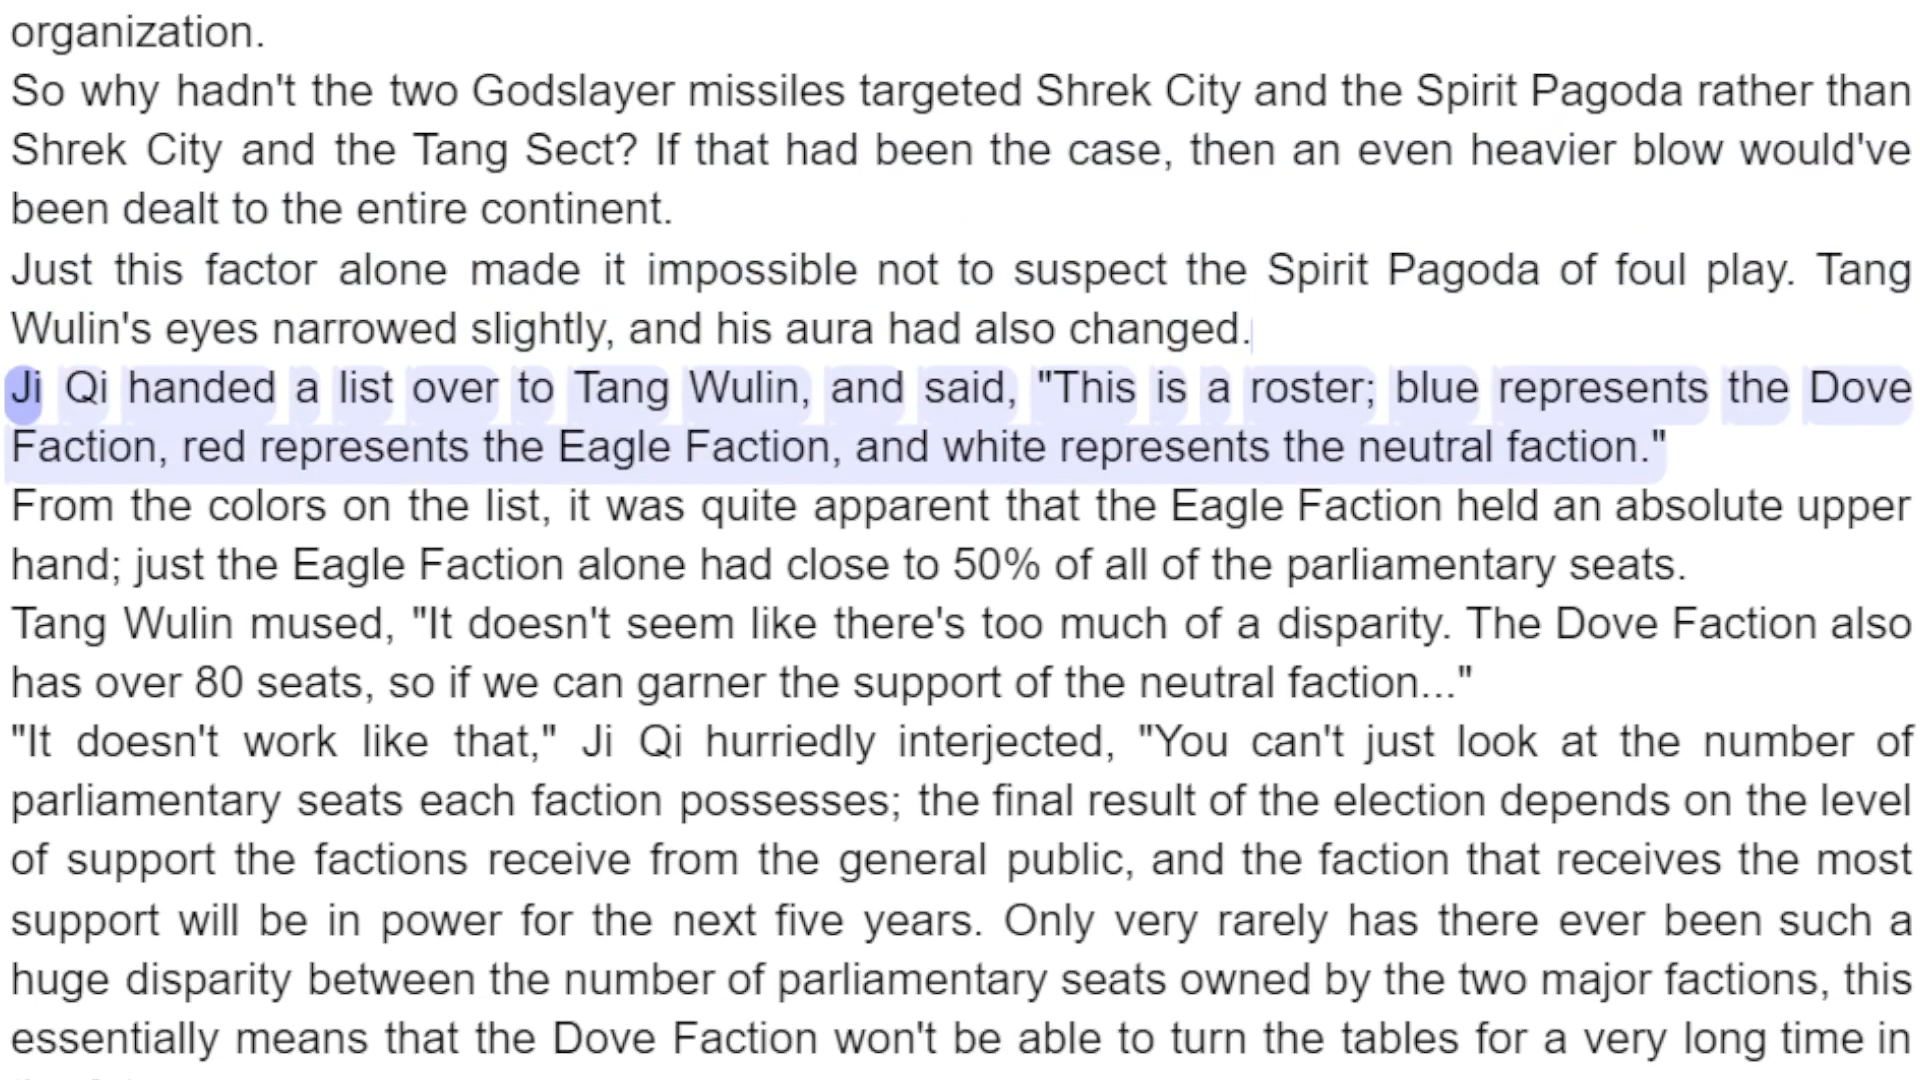 organization.
So why hadn't the two Godslayer missiles targeted Shrek City and the Spirit Pagoda rather than
Shrek City and the Tang Sect? If that had been the case, then an even heavier blow would've
been dealt to the entire continent.
Just this factor alone made it impossible not to suspect the Spirit Pagoda of foul play. Tang
Wulin's eyes narrowed slightly, and his aura had also changed.
Ji Qi handed a list over to Tang Wulin, and said, "This is a roster; blue represents the Dove
Faction, red represents the Eagle Faction, and white represents the neutral faction."
From the colors on the list, it was quite apparent that the Eagle Faction held an absolute upper
hand; just the Eagle Faction alone had close to 50% of all of the parliamentary seats.
Tang Wulin mused, "It doesn't seem like there's too much of a disparity. The Dove Faction also
has over 80 seats, so if we can garner the support of the neutral faction..."
"It doesn't work like that," Ji Qi hurriedly interjected, "You can't just look at the number of
parliamentary seats each faction possesses; the final result of the election depends on the level
of support the factions receive from the general public, and the faction that receives the most
support will be in power for the next five years. Only very rarely has there ever been such a
huge disparity between the number of parliamentary seats owned by the two major factions, this
essentially means that the Dove Faction won't be able to turn the tables for a very long time in